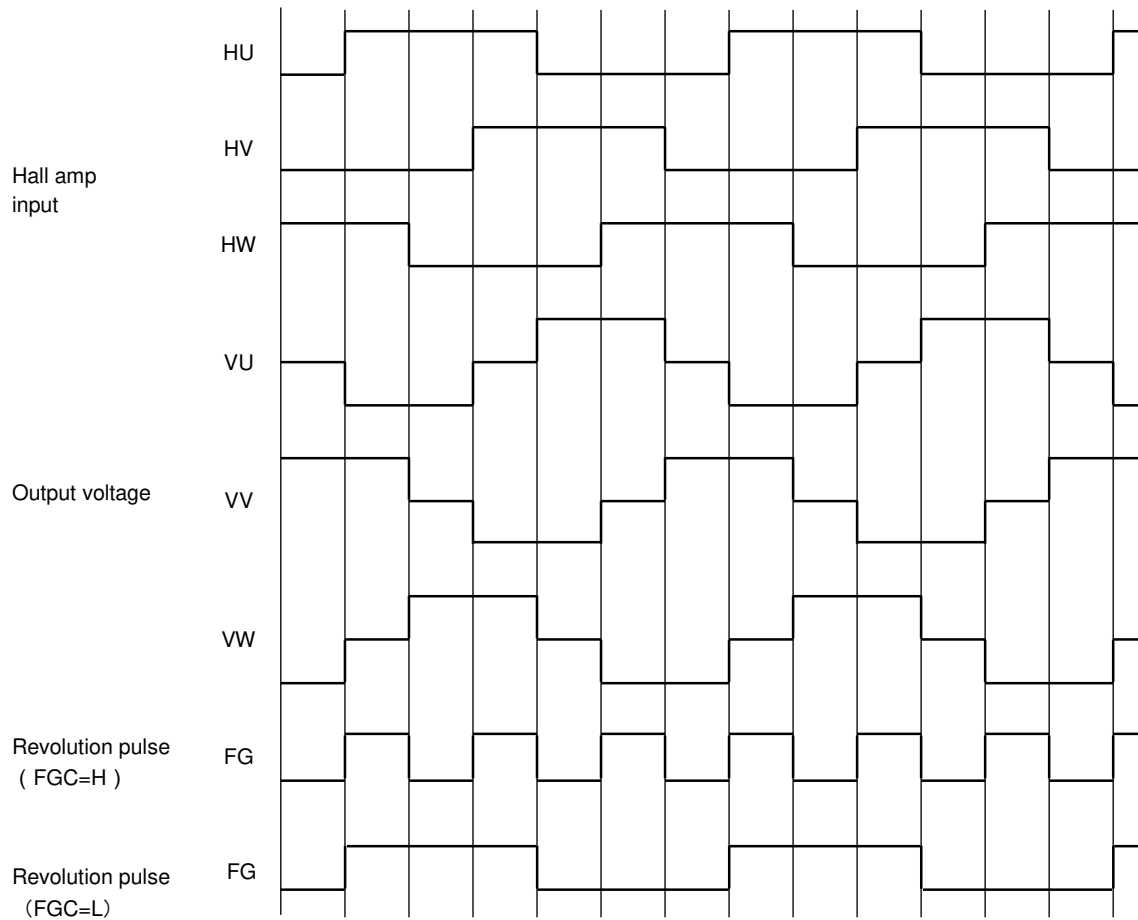 HU
HV
Hall amp
input
HW
VU
Output voltage
VV
VW
Revolution pulse
( FGC=H )
FG
FG
Revolution pulse
（FGC=L）